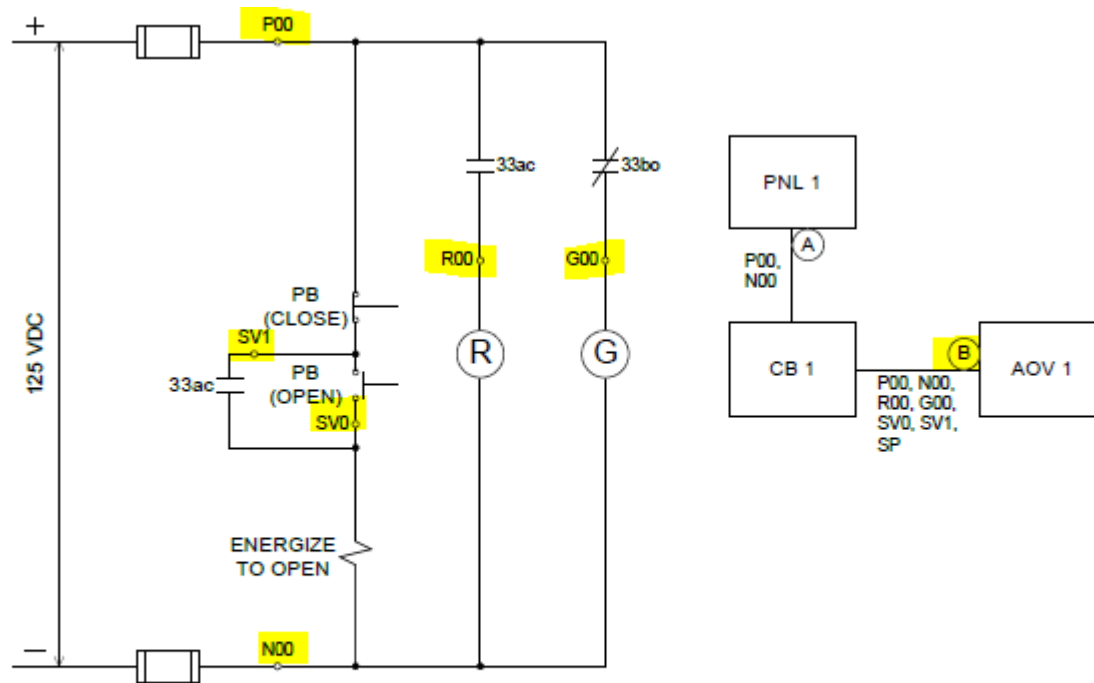 +
P00
33ac
33bo
R00
G00
PB
(CLOSE)
SV1
R
G
33ac
PB
(OPEN)
SV0
125 VDC
ENERGIZE
TO OPEN
N00
−
PNL 1
A
P00,
N00
CB 1
B
AOV 1
P00, N00,
R00, G00,
SV0, SV1,
SP